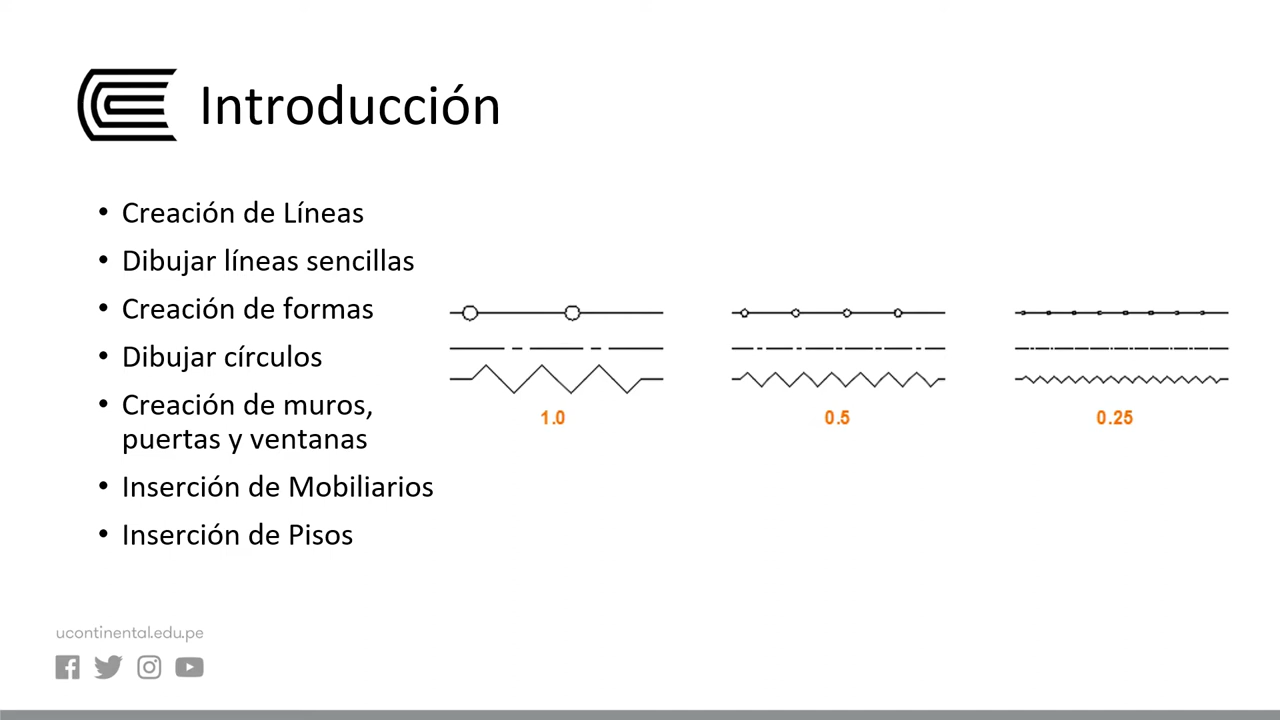 Introducción
• Creación de Líneas
• Dibujar líneas sencillas
• Creación de formas
• Dibujar círculos
• Creación de muros,
puertas y ventanas
• Inserción de Mobiliarios
• Inserción de Pisos
1.0
0.5
0.25
ucontinental.edu.pe